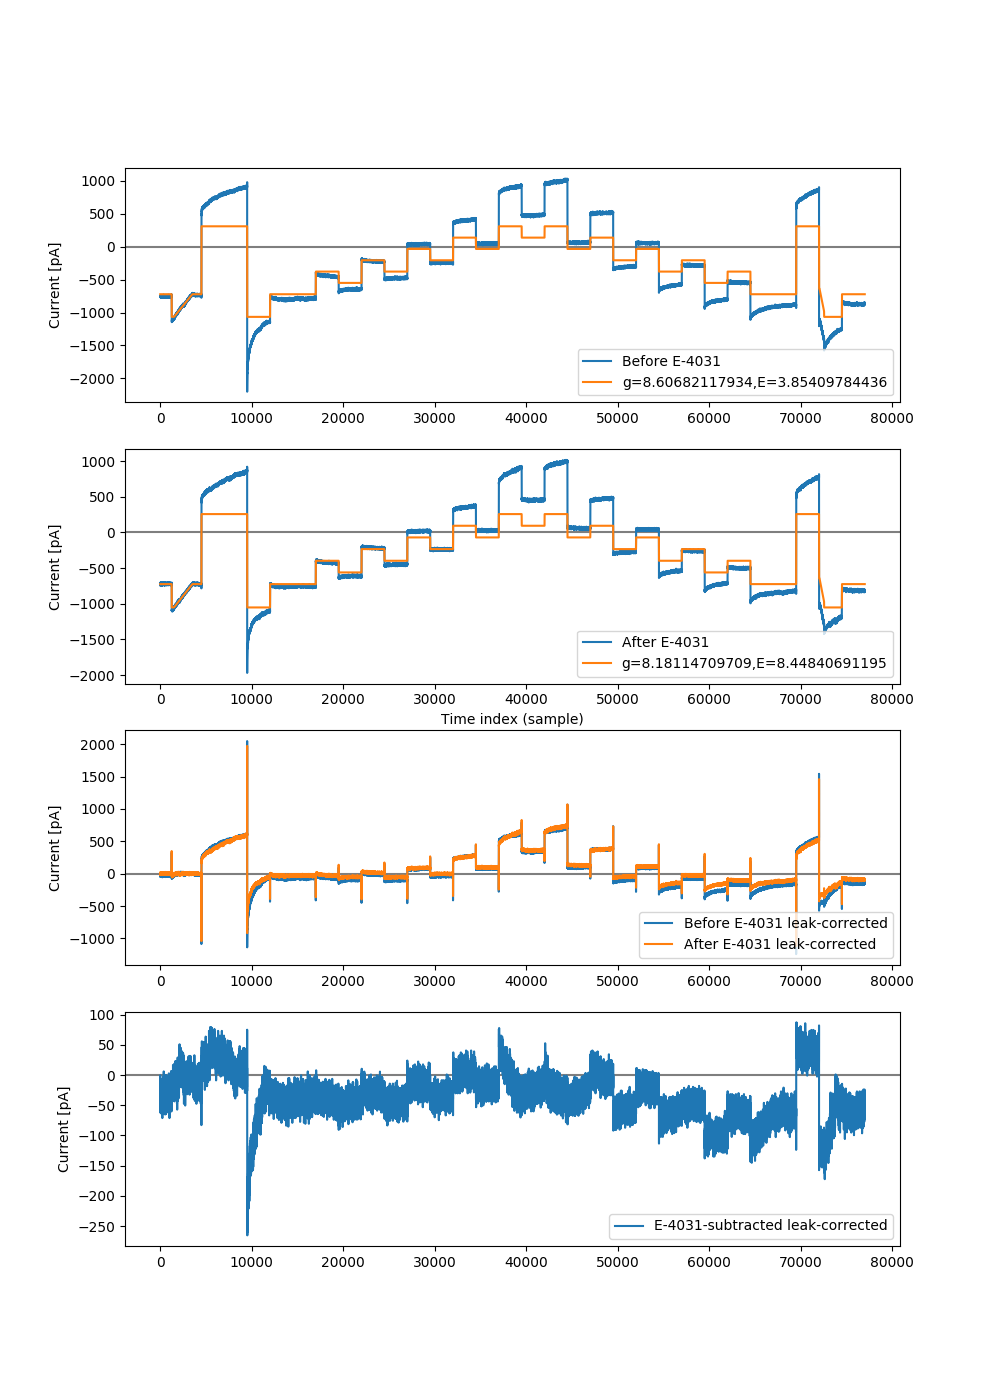 1000
500
0
−500
−1000
−1500
−2000
Current [pA]
Before E-4031
g=8.60682117934,E=3.85409784436
0 10000 20000 30000 40000 50000 60000 70000 80000
1000
500
0
−500
−1000
−1500
−2000
Current [pA]
After E-4031
g=8.18114709709,E=8.44840691195
0 10000 20000 30000 40000 50000 60000 70000 80000
Time index (sample)
2000
1500
1000
500
0
−500
−1000
Current [pA]
Before E-4031 leak-corrected
After E-4031 leak-corrected
0 10000 20000 30000 40000 50000 60000 70000 80000
100
50
0
−50
−100
−150
−200
−250
Current [pA]
E-4031-subtracted leak-corrected
0 10000 20000 30000 40000 50000 60000 70000 80000